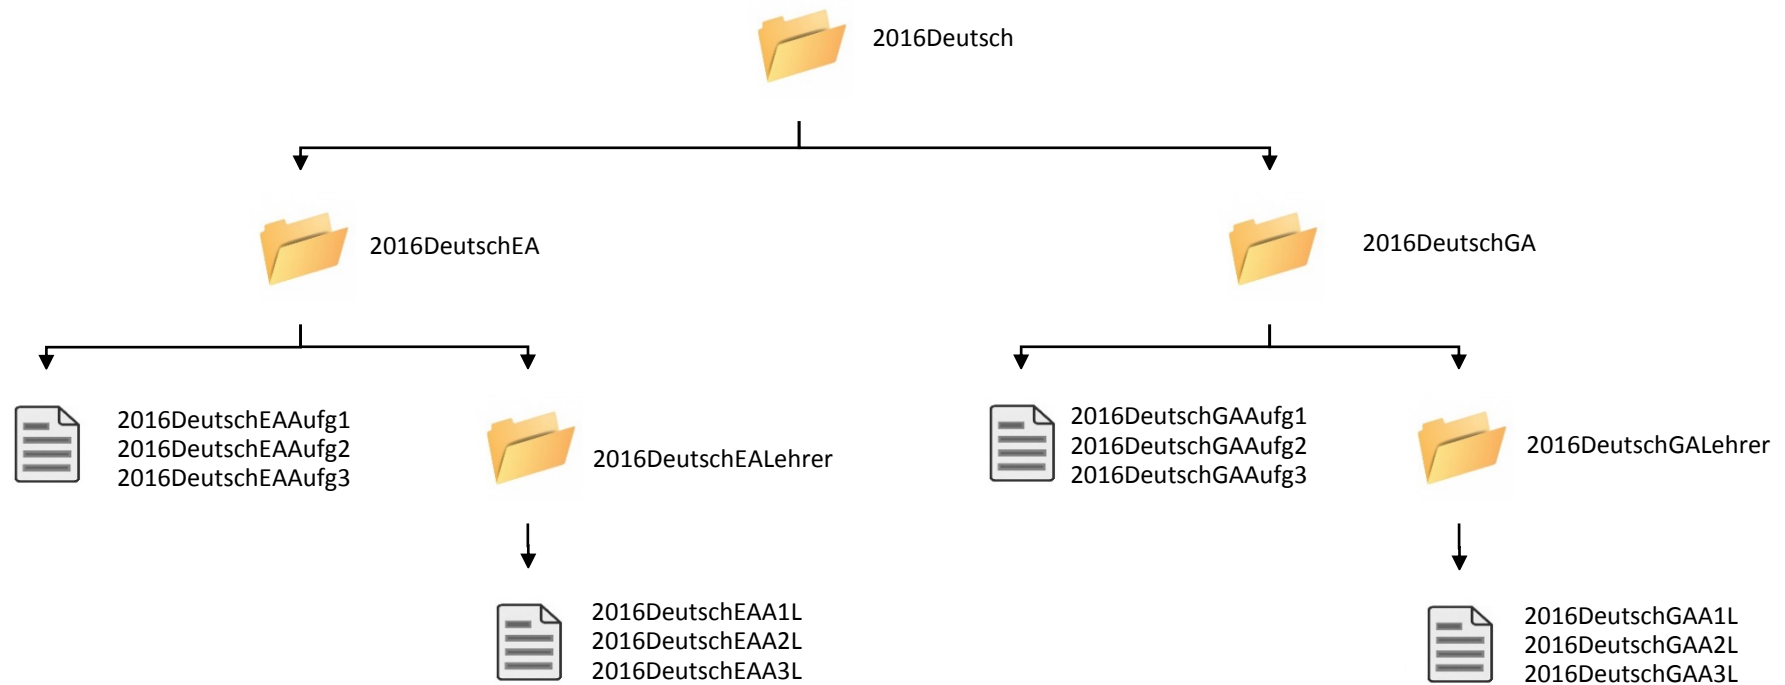 2016Deutsch
2016DeutschEA
2016DeutschGA
2016DeutschEAAufg1
2016DeutschEAAufg2
2016DeutschEAAufg3
2016DeutschEALehrer
2016DeutschGAAufg1
2016DeutschGAAufg2
2016DeutschGAAufg3
2016DeutschGALehrer
2016DeutschEAA1L
2016DeutschEAA2L
2016DeutschEAA3L
2016DeutschGAA1L
2016DeutschGAA2L
2016DeutschGAA3L